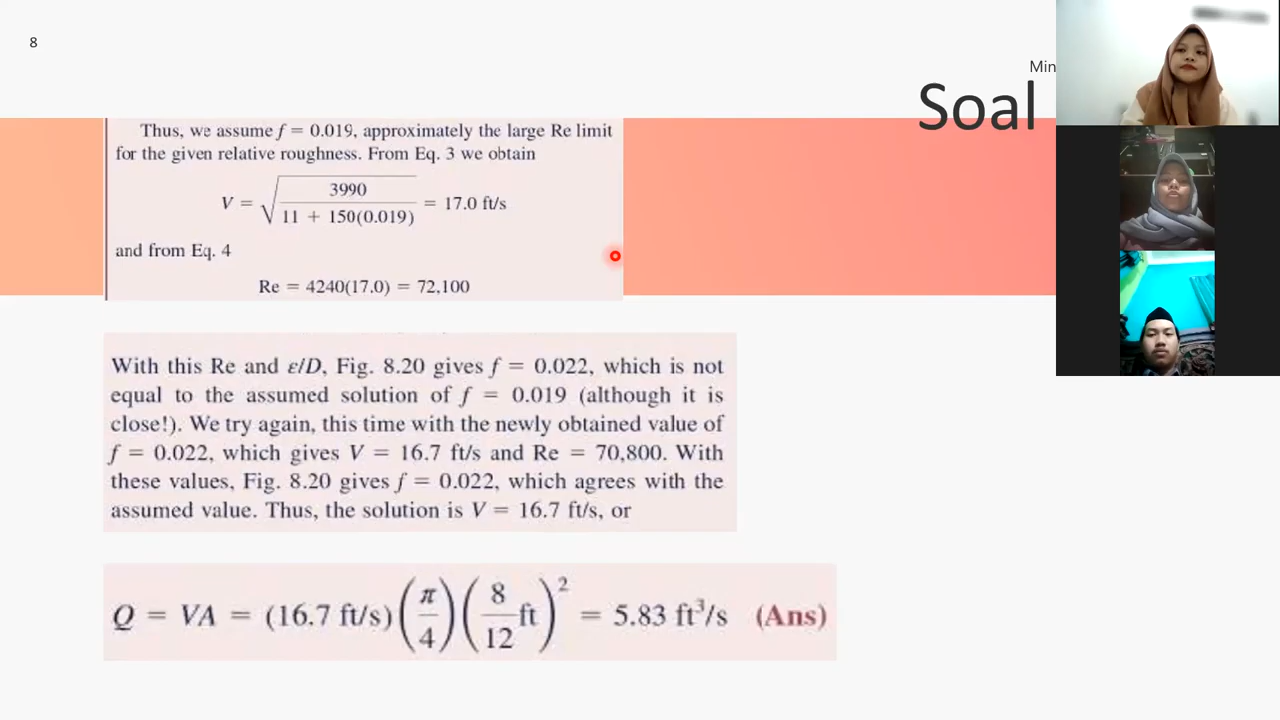 8
Min
Soal
Thus, we assume f = 0.019, approximately the large Re limit
for the given relative roughness. From Eq. 3 we obtain
V = √(3990 / (11 + 150(0.019))) = 17.0 ft/s
and from Eq. 4
Re = 4240(17.0) = 72,100
With this Re and ε/D, Fig. 8.20 gives f = 0.022, which is not
equal to the assumed solution of f = 0.019 (although it is
close!). We try again, this time with the newly obtained value of
f = 0.022, which gives V = 16.7 ft/s and Re = 70,800. With
these values, Fig. 8.20 gives f = 0.022, which agrees with the
assumed value. Thus, the solution is V = 16.7 ft/s, or
Q = VA = (16.7 ft/s)(π/4)(8/12 ft)² = 5.83 ft³/s (Ans)